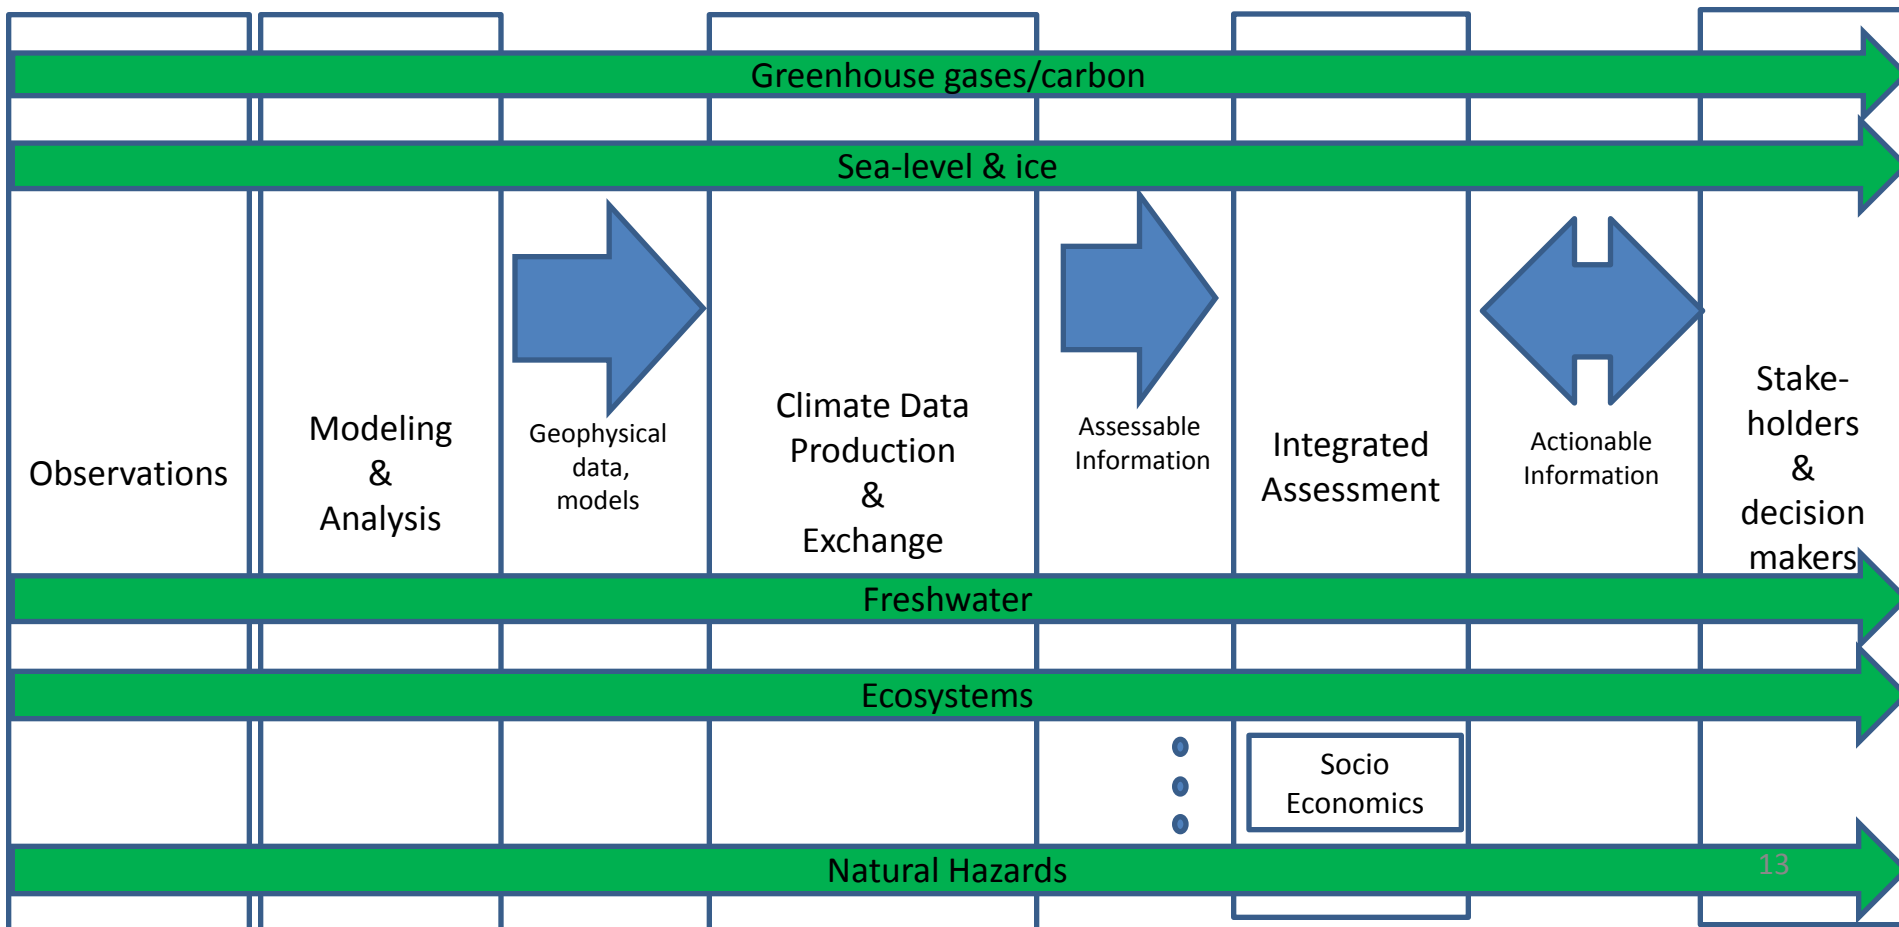 Greenhouse gases/carbon
Sea-level & ice
Observations
Modeling
&
Analysis
Geophysical
data,
models
Climate Data
Production
&
Exchange
Assessable
Information
Integrated
Assessment
Actionable
Information
Stake-
holders
&
decision
makers
Freshwater
Ecosystems
Socio
Economics
Natural Hazards
13